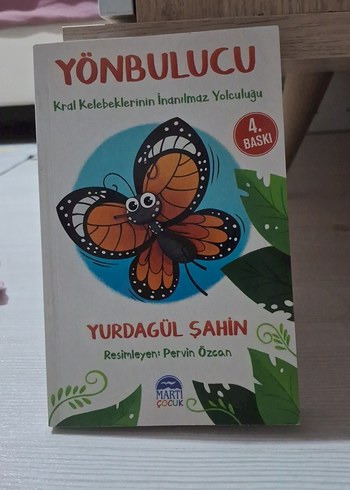 YÖNBULUCU
Kral Kelebeklerinin İnanılmaz Yolculuğu
4.
BASKI
YURDAGÜL ŞAHİN
Resimleyen: Pervin Özcan
MARTI
ÇOCUK